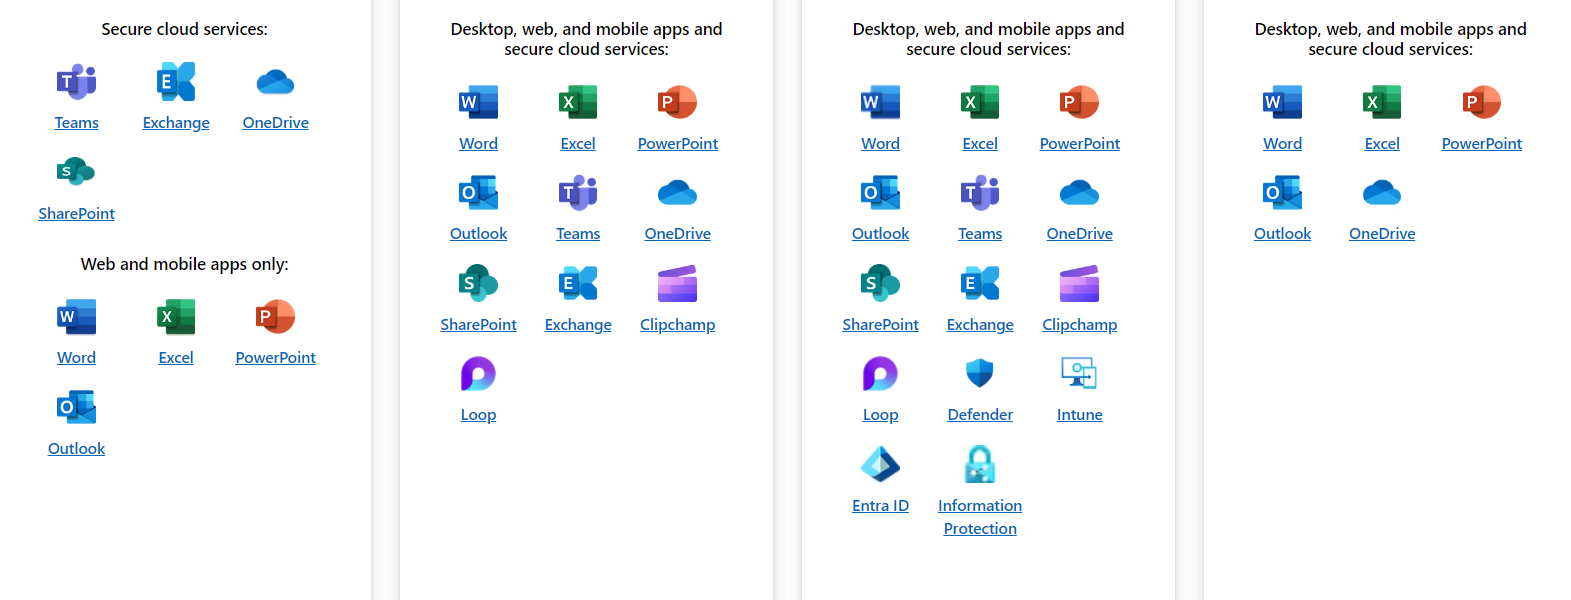 Secure cloud services:
Teams
Exchange
OneDrive
SharePoint
Web and mobile apps only:
Word
Excel
PowerPoint
Outlook
Desktop, web, and mobile apps and
secure cloud services:
Word
Excel
PowerPoint
Outlook
Teams
OneDrive
SharePoint
Exchange
Clipchamp
Loop
Desktop, web, and mobile apps and
secure cloud services:
Word
Excel
PowerPoint
Outlook
Teams
OneDrive
SharePoint
Exchange
Clipchamp
Loop
Defender
Intune
Entra ID
Information
Protection
Desktop, web, and mobile apps and
secure cloud services:
Word
Excel
PowerPoint
Outlook
OneDrive